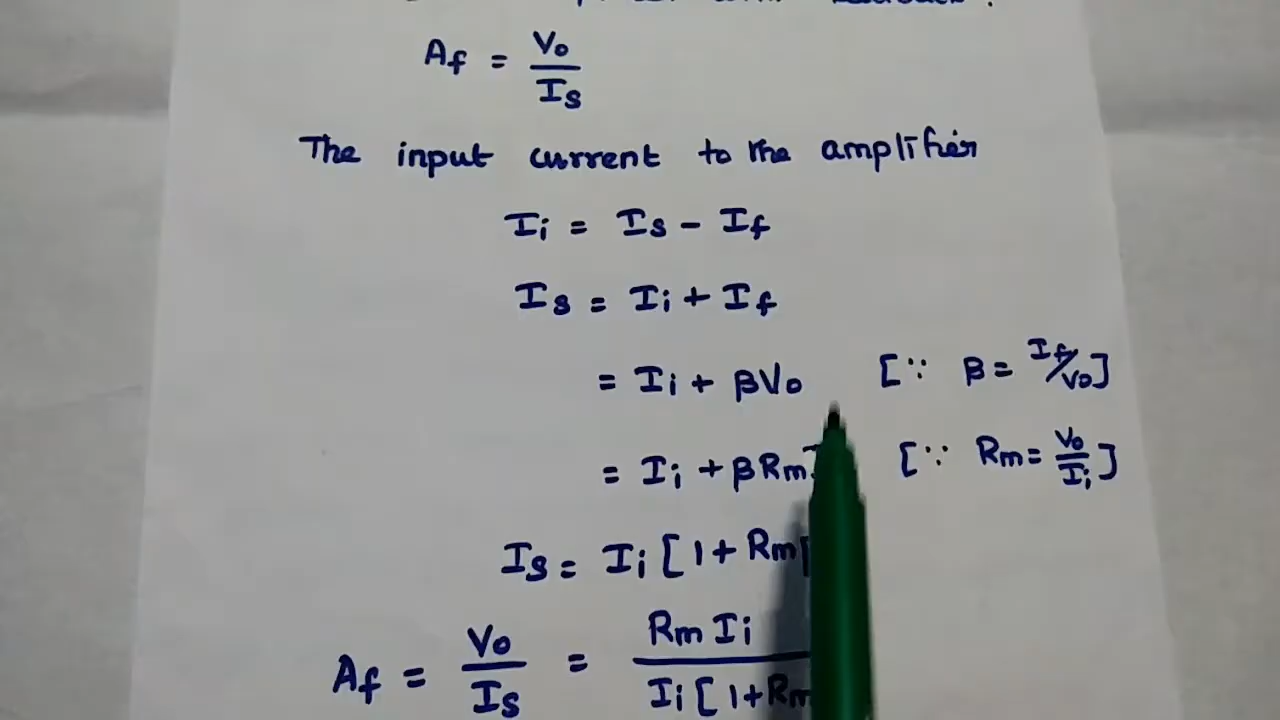 Af = Vo / Is
The input current to the amplifier
Ii = Is - If
Is = Ii + If
= Ii + βVo [∵ β = If/Vo]
= Ii + βRm [∵ Rm = Vo/Ii]
Is = Ii [1 + Rm
Af = Vo / Is = Rm Ii / Ii [1+Rm